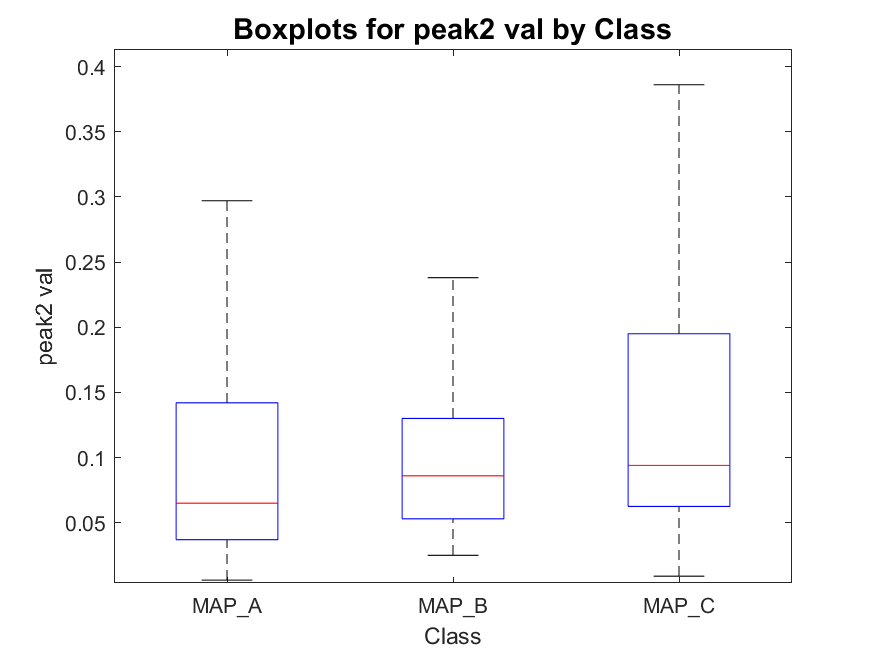 Boxplots for peak2 val by Class
0.4
0.35
0.3
0.25
0.2
0.15
0.1
0.05
peak2 val
MAP_A MAP_B MAP_C
Class